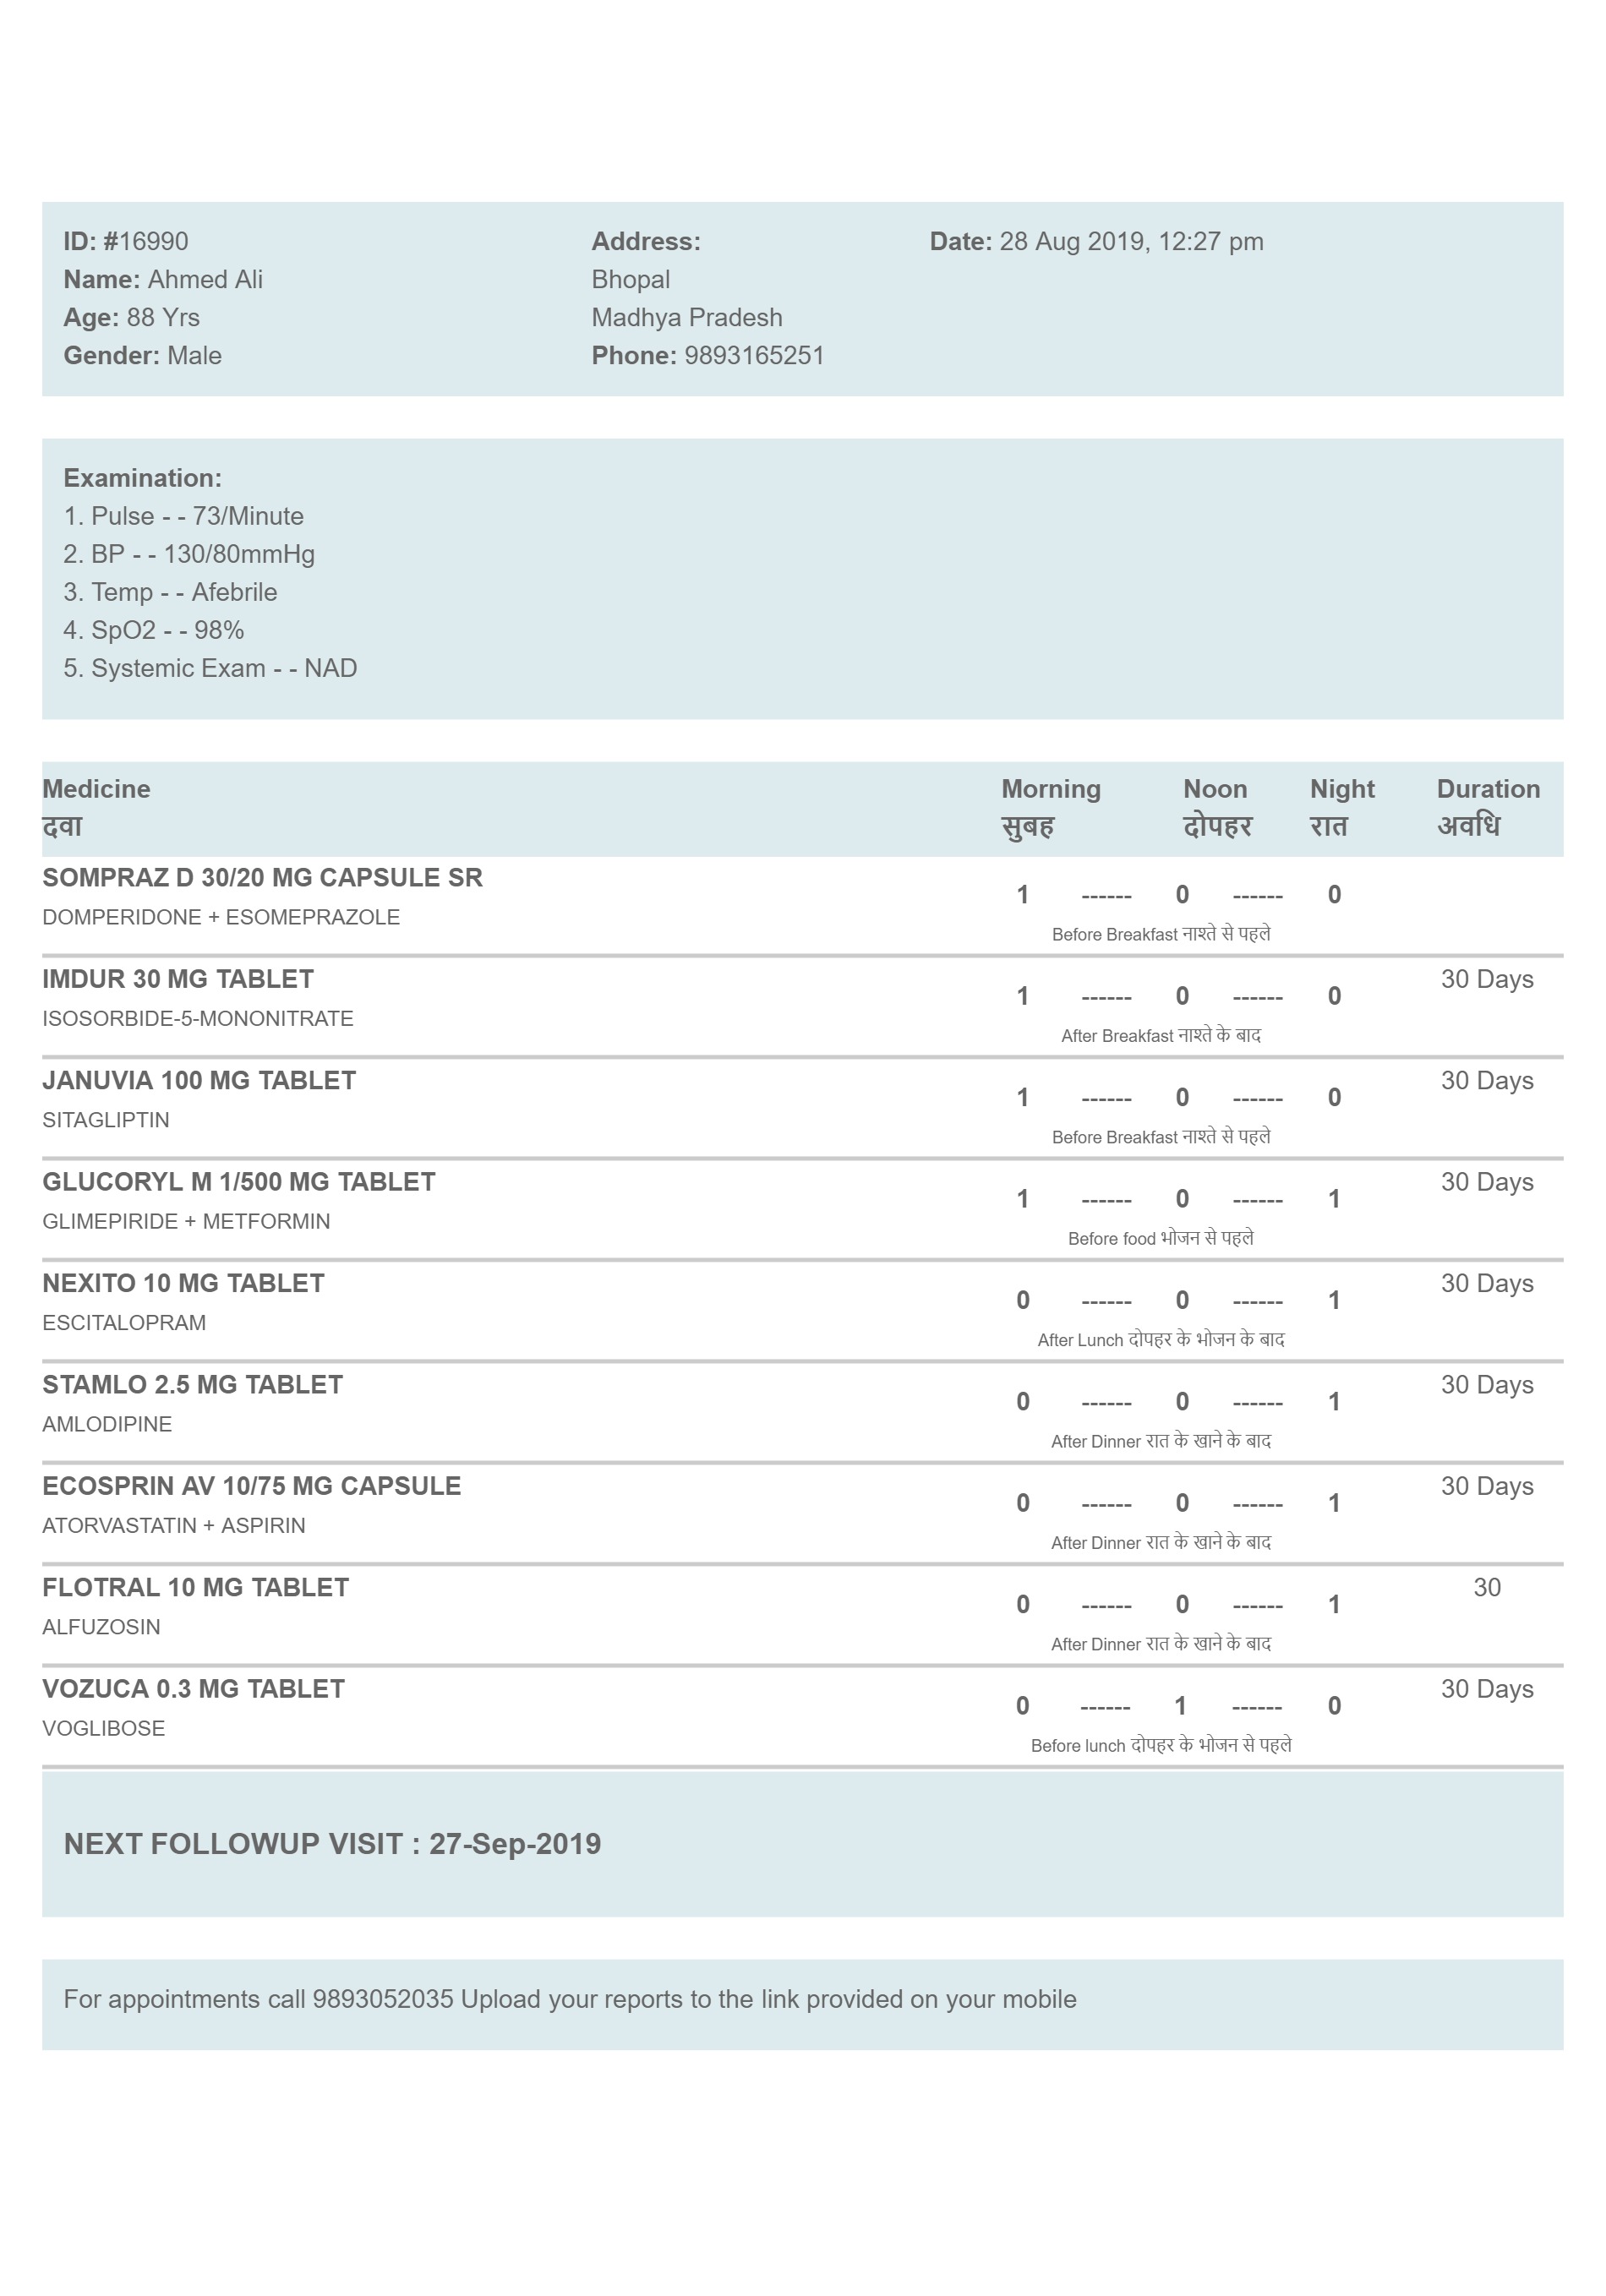 ID: #16990 Address: Date: 28 Aug 2019, 12:27 pm
Name: Ahmed Ali Bhopal
Age: 88 Yrs Madhya Pradesh
Gender: Male Phone: 9893165251
Examination:
1. Pulse - - 73/Minute
2. BP - - 130/80mmHg
3. Temp - - Afebrile
4. SpO2 - - 98%
5. Systemic Exam - - NAD
Medicine Morning Noon Night Duration
दवा सुबह दोपहर रात अवधि
SOMPRAZ D 30/20 MG CAPSULE SR
1 ------ 0 ------ 0
DOMPERIDONE + ESOMEPRAZOLE
Before Breakfast नाश्ते से पहले
IMDUR 30 MG TABLET 30 Days
1 ------ 0 ------ 0
ISOSORBIDE-5-MONONITRATE
After Breakfast नाश्ते के बाद
JANUVIA 100 MG TABLET 30 Days
1 ------ 0 ------ 0
SITAGLIPTIN
Before Breakfast नाश्ते से पहले
GLUCORYL M 1/500 MG TABLET 30 Days
1 ------ 0 ------ 1
GLIMEPIRIDE + METFORMIN
Before food भोजन से पहले
NEXITO 10 MG TABLET 30 Days
0 ------ 0 ------ 1
ESCITALOPRAM
After Lunch दोपहर के भोजन के बाद
STAMLO 2.5 MG TABLET 30 Days
0 ------ 0 ------ 1
AMLODIPINE
After Dinner रात के खाने के बाद
ECOSPRIN AV 10/75 MG CAPSULE 30 Days
0 ------ 0 ------ 1
ATORVASTATIN + ASPIRIN
After Dinner रात के खाने के बाद
FLOTRAL 10 MG TABLET 30
0 ------ 0 ------ 1
ALFUZOSIN
After Dinner रात के खाने के बाद
VOZUCA 0.3 MG TABLET 30 Days
0 ------ 1 ------ 0
VOGLIBOSE
Before lunch दोपहर के भोजन से पहले
NEXT FOLLOWUP VISIT : 27-Sep-2019
For appointments call 9893052035 Upload your reports to the link provided on your mobile